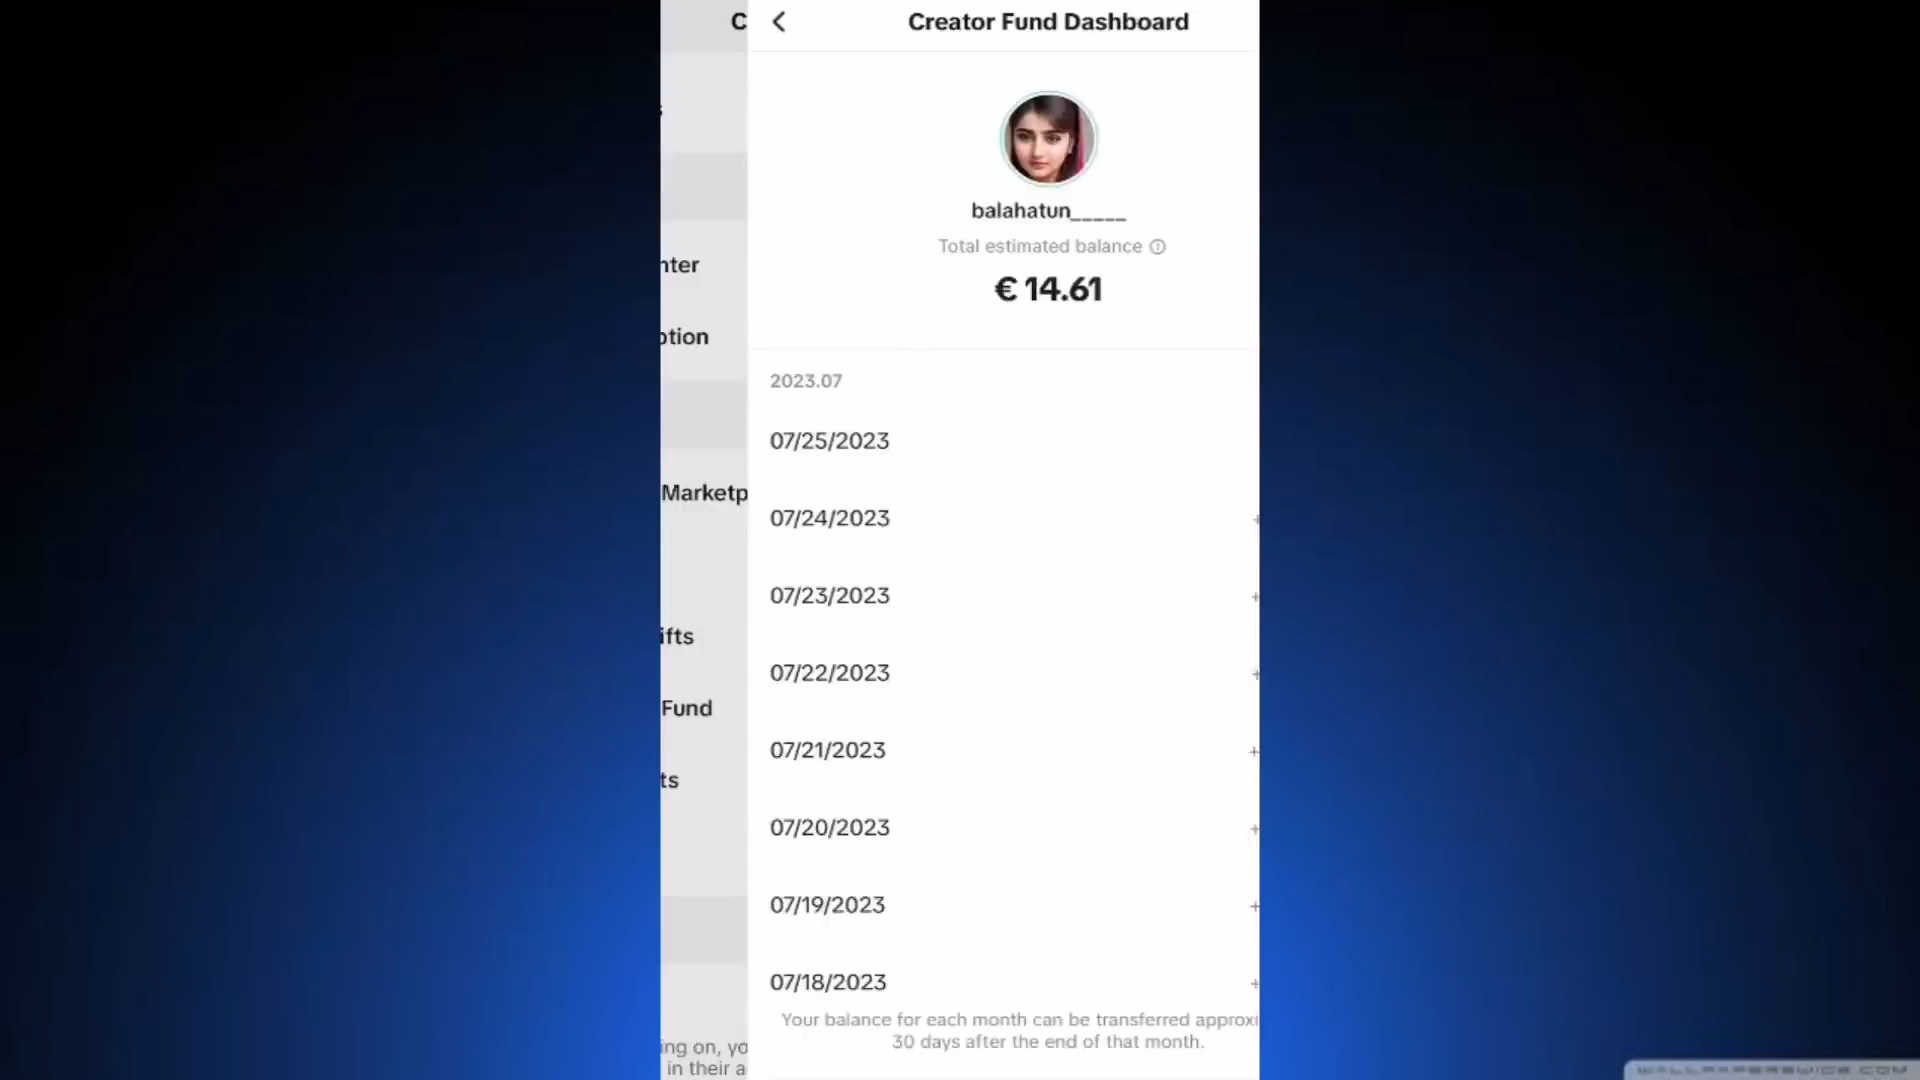 C
Creator Fund Dashboard
balahatun_____
Total estimated balance
€ 14.61
nter
ption
2023.07
07/25/2023
Marketp
07/24/2023 +
07/23/2023 +
ifts
07/22/2023 +
Fund
07/21/2023 +
ts
07/20/2023 +
07/19/2023 +
07/18/2023 +
Your balance for each month can be transferred approxi
30 days after the end of that month.
ing on, yo
in their a